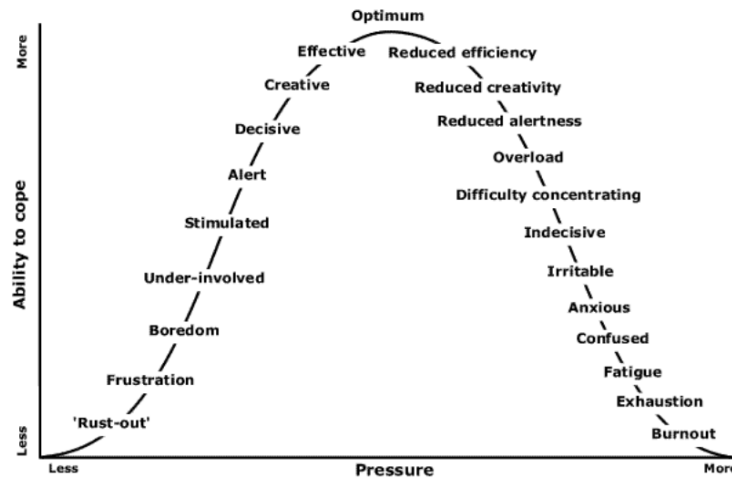 Optimum
More
Effective
Reduced efficiency
Creative
Reduced creativity
Decisive
Reduced alertness
Overload
Alert
Difficulty concentrating
Stimulated
Indecisive
Ability to cope
Under-involved
Irritable
Anxious
Boredom
Confused
Frustration
Fatigue
Exhaustion
'Rust-out'
Burnout
Less
Less
Pressure
More